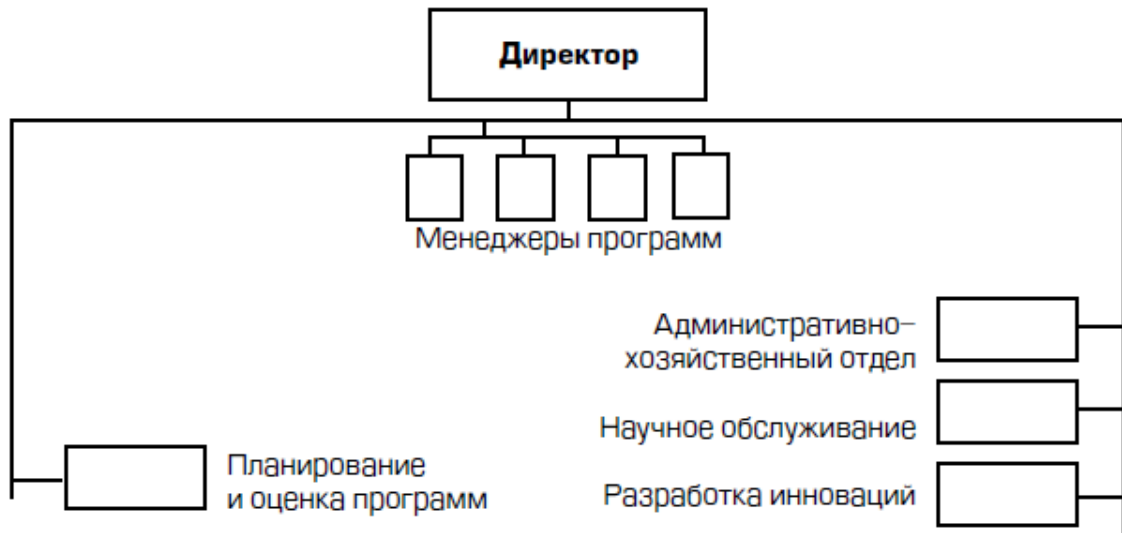 Директор
Менеджеры программ
Административно–
хозяйственный отдел
Научное обслуживание
Планирование
и оценка программ
Разработка инноваций